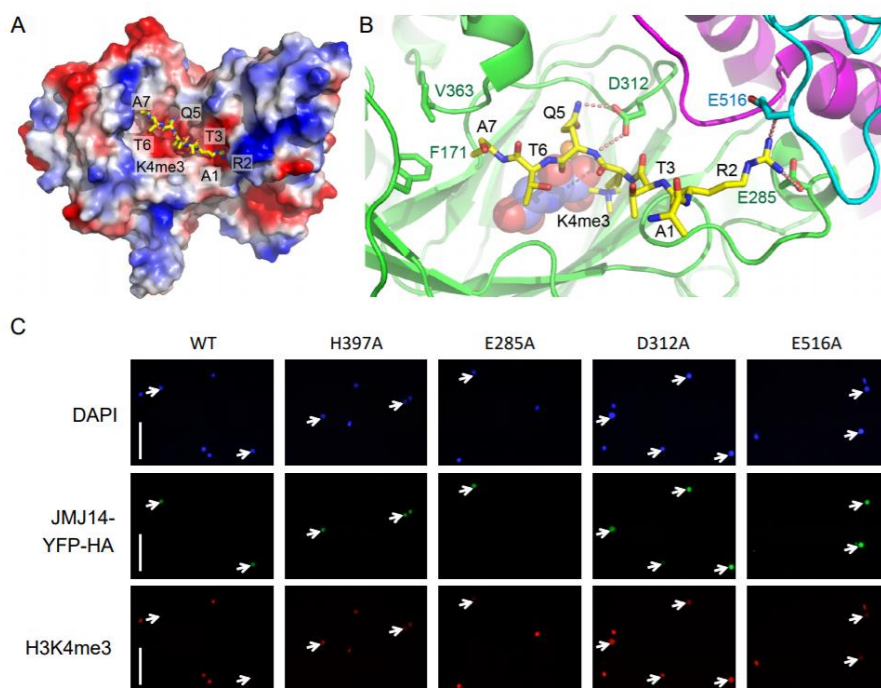 A
A7
Q5
T3
T6
R2
K4me3
A1
B
V363
D312
E516
Q5
A7
T6
T3
F171
R2
E285
K4me3
A1
C
WT H397A E285A D312A E516A
DAPI
JMJ14-
YFP-HA
H3K4me3